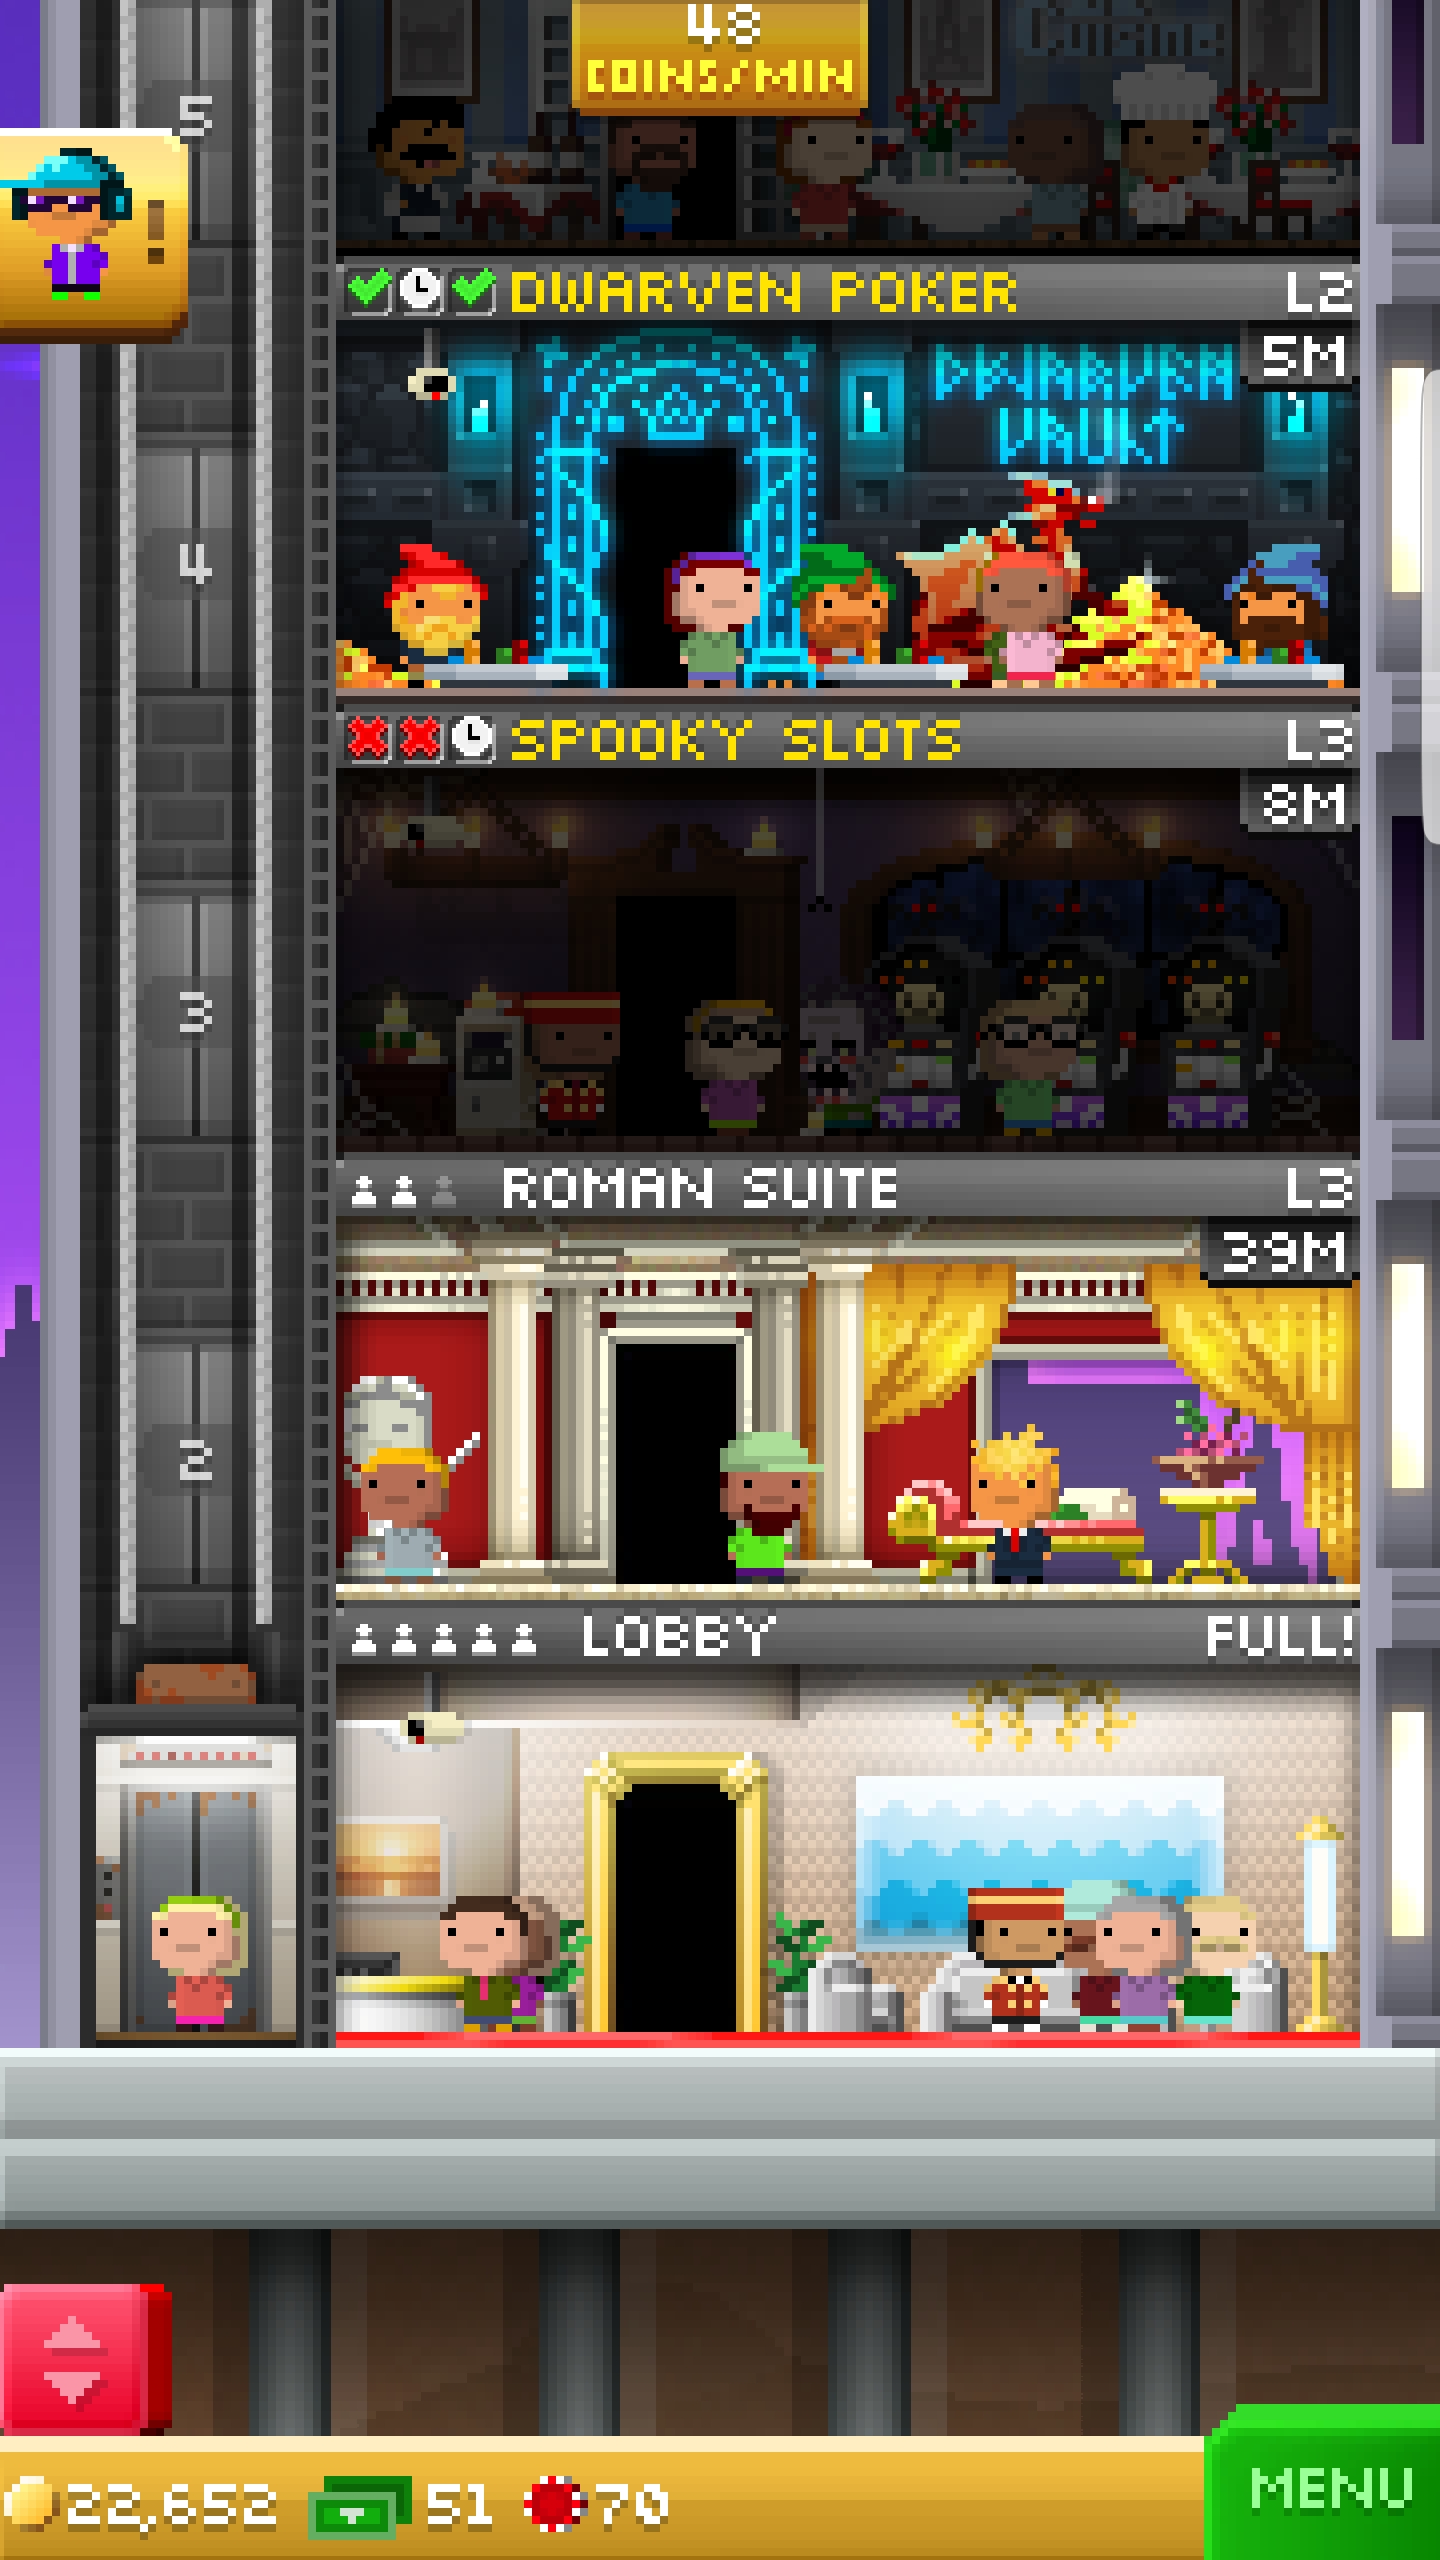 Cuisine
48
COINS/MIN
5
DWARVEN POKER
L2
5M
DWARVEN
VAULT
4
SPOOKY SLOTS
L3
8M
3
ROMAN SUITE
L3
39M
2
LOBBY
FULL!
22,652
51
70
MENU